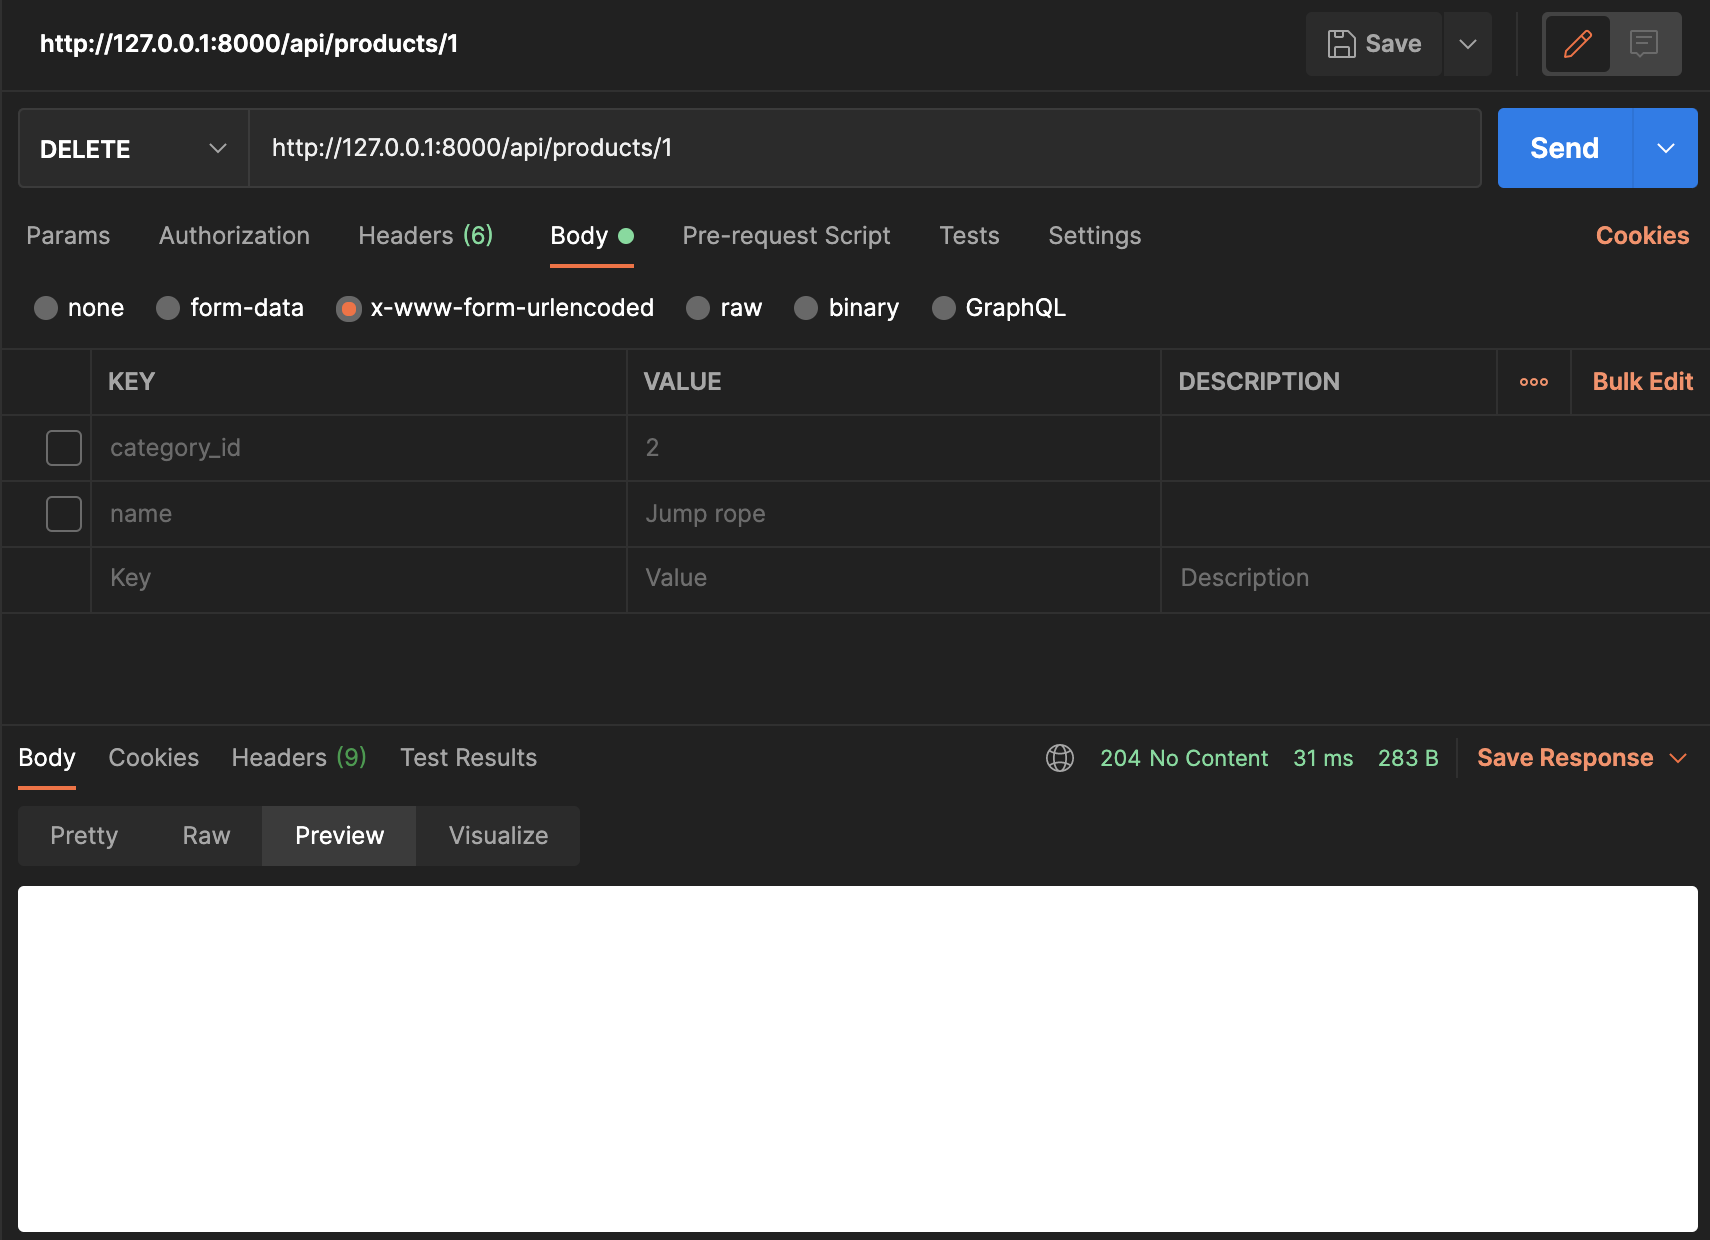 http://127.0.0.1:8000/api/products/1 Save
DELETE http://127.0.0.1:8000/api/products/1 Send
Params Authorization Headers (6) Body Pre-request Script Tests Settings Cookies
none form-data x-www-form-urlencoded raw binary GraphQL
KEY VALUE DESCRIPTION Bulk Edit
category_id 2
name Jump rope
Key Value Description
Body Cookies Headers (9) Test Results 204 No Content 31 ms 283 B Save Response
Pretty Raw Preview Visualize